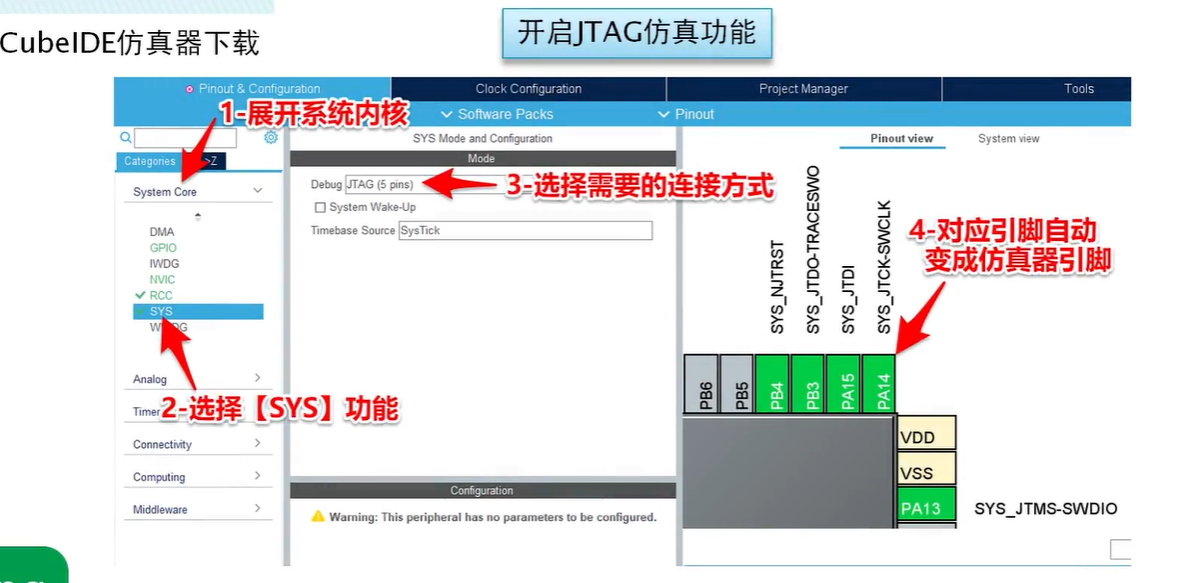 CubeIDE仿真器下载
开启JTAG仿真功能
Pinout & Configuration
Clock Configuration
Project Manager
Tools
1-展开系统内核
Software Packs
Pinout
Categories
>Z
SYS Mode and Configuration
Mode
Pinout view
System view
System Core
Debug JTAG (5 pins)
3-选择需要的连接方式
System Wake-Up
Timebase Source SysTick
DMA
GPIO
IWDG
NVIC
RCC
SYS
2-选择【SYS】功能
Analog
Timer
Connectivity
Computing
Middleware
4-对应引脚自动
变成仿真器引脚
SYS_NJTRST
SYS_JTDO-TRACESWO
SYS_JTDI
SYS_JTCK-SWCLK
PB6
PB5
PB4
PB3
PA15
PA14
VDD
VSS
PA13
SYS_JTMS-SWDIO
Configuration
Warning: This peripheral has no parameters to be configured.